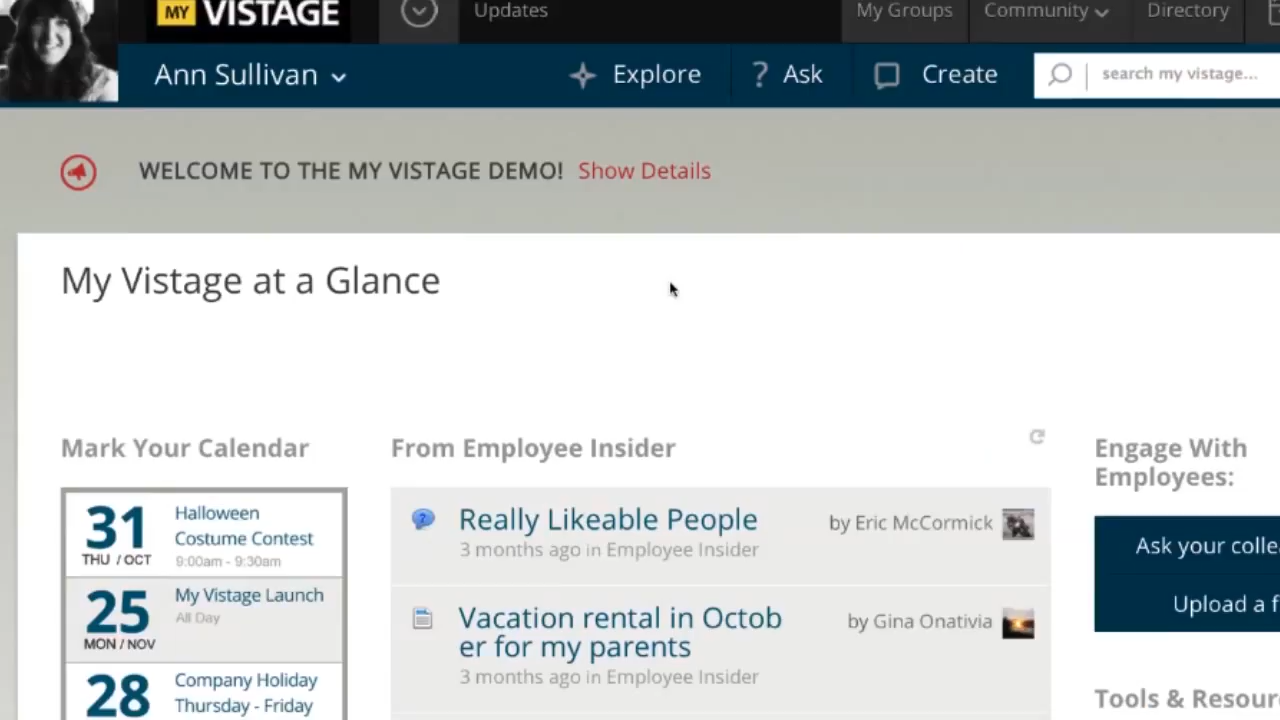 MY VISTAGE
Updates
My Groups
Community
Directory
Ann Sullivan
Explore
? Ask
Create
search my vistage...
WELCOME TO THE MY VISTAGE DEMO! Show Details
My Vistage at a Glance
Mark Your Calendar
31
THU / OCT
Halloween
Costume Contest
9:00am - 9:30am
25
MON / NOV
My Vistage Launch
All Day
28
Company Holiday
Thursday - Friday
From Employee Insider
Really Likeable People
by Eric McCormick
3 months ago in Employee Insider
Vacation rental in Octob
er for my parents
by Gina Onativia
3 months ago in Employee Insider
Engage With
Employees:
Ask your colle
Upload a f
Tools & Resour